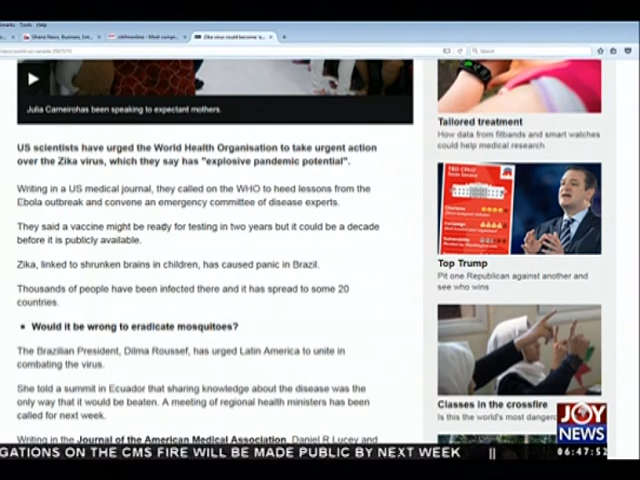 Tools Help
Ghana News, Business, Ent...
Zika virus could become 'e...
Search
Julia Carneirohas been speaking to expectant mothers.
US scientists have urged the World Health Organisation to take urgent action
over the Zika virus, which they say has "explosive pandemic potential".
Writing in a US medical journal, they called on the WHO to heed lessons from the
Ebola outbreak and convene an emergency committee of disease experts.
They said a vaccine might be ready for testing in two years but it could be a decade
before it is publicly available.
Zika, linked to shrunken brains in children, has caused panic in Brazil.
Thousands of people have been infected there and it has spread to some 20
countries.
Would it be wrong to eradicate mosquitoes?
The Brazilian President, Dilma Roussef, has urged Latin America to unite in
combating the virus.
She told a summit in Ecuador that sharing knowledge about the disease was the
only way that it would be beaten. A meeting of regional health ministers has been
called for next week.
Writing in the Journal of the American Medical Association, Daniel R Lucey and
Tailored treatment
How data from fitbands and smart watches
could help medical research
TED CRUZ
Top Trump
Pit one Republican against another and
see who wins
Classes in the crossfire
Is this the world's most
JOY
NEWS
GATIONS ON THE CMS FIRE WILL BE MADE PUBLIC BY NEXT WEEK || 06:47:52